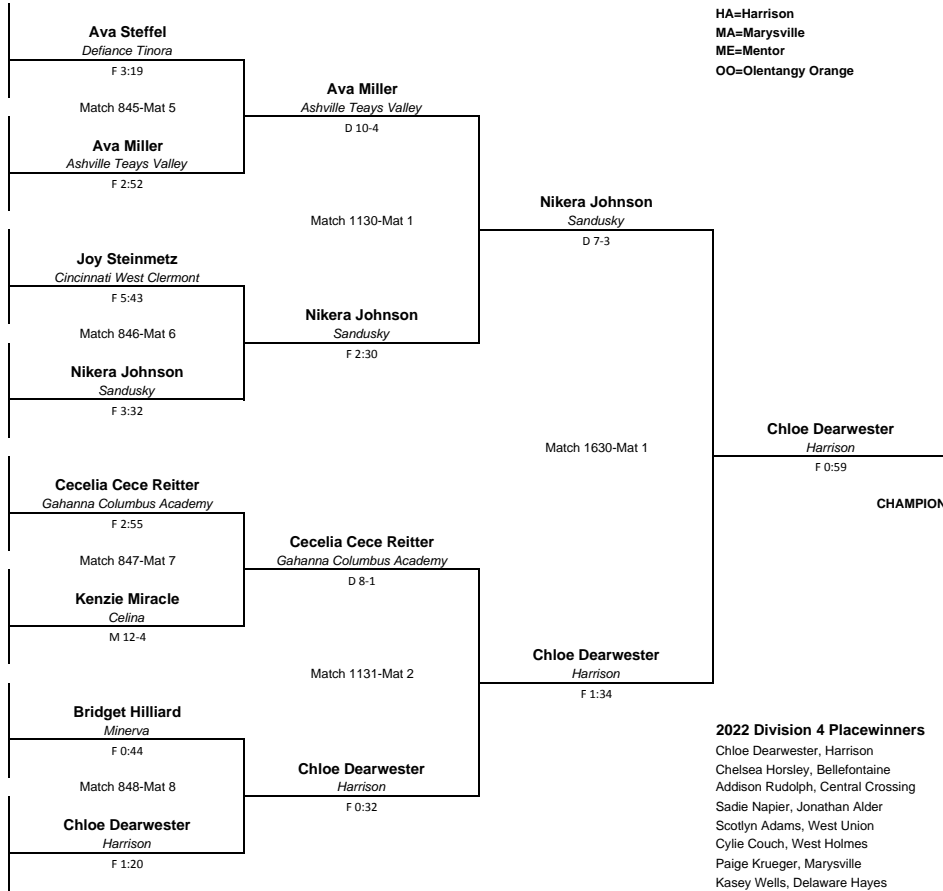 HA=Harrison
MA=Marysville
ME=Mentor
OO=Olentangy Orange
Ava Steffel
Defiance Tinora
F 3:19
Match 845-Mat 5
Ava Miller
Ashville Teays Valley
F 2:52
Joy Steinmetz
Cincinnati West Clermont
F 5:43
Match 846-Mat 6
Nikera Johnson
Sandusky
F 3:32
Cecelia Cece Reitter
Gahanna Columbus Academy
F 2:55
Match 847-Mat 7
Kenzie Miracle
Celina
M 12-4
Bridget Hilliard
Minerva
F 0:44
Match 848-Mat 8
Chloe Dearwester
Harrison
F 1:20
Ava Miller
Ashville Teays Valley
D 10-4
Match 1130-Mat 1
Nikera Johnson
Sandusky
F 2:30
Cecelia Cece Reitter
Gahanna Columbus Academy
D 8-1
Match 1131-Mat 2
Chloe Dearwester
Harrison
F 0:32
Nikera Johnson
Sandusky
D 7-3
Match 1630-Mat 1
Chloe Dearwester
Harrison
F 1:34
Chloe Dearwester
Harrison
F 0:59
CHAMPION
2022 Division 4 Placewinners
Chloe Dearwester, Harrison
Chelsea Horsley, Bellefontaine
Addison Rudolph, Central Crossing
Sadie Napier, Jonathan Alder
Scotlyn Adams, West Union
Cylie Couch, West Holmes
Paige Krueger, Marysville
Kasey Wells, Delaware Hayes